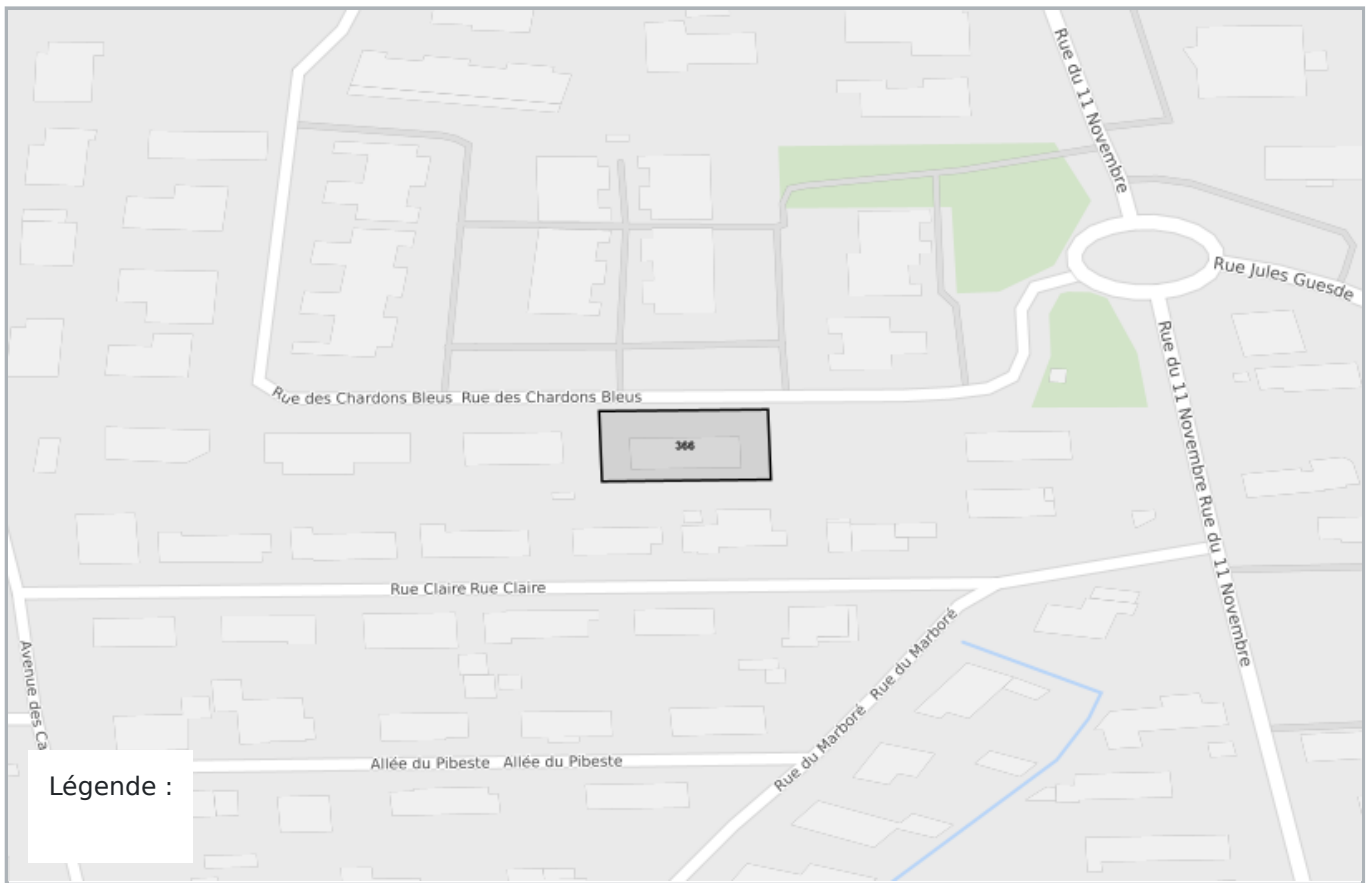 Rue du 11 Novembre
Rue Jules Guesde
Rue des Chardons Bleus Rue des Chardons Bleus
366
Rue du 11 Novembre Rue du 11 Novembre
Rue Claire Rue Claire
Rue du Marboré Rue du Marboré
Avenue des Ca
Allée du Pibeste Allée du Pibeste
Légende :